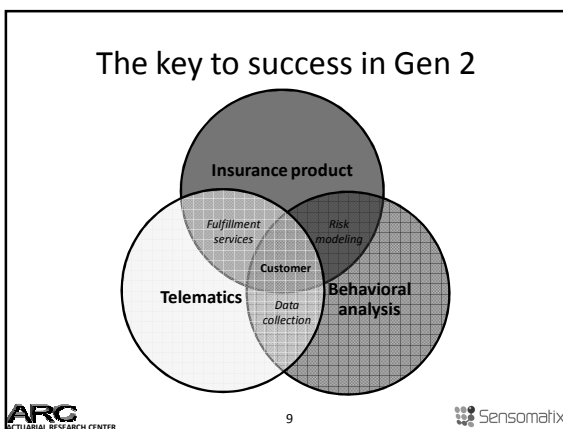 The key to success in Gen 2
Insurance product
Fulfillment
services
Risk
modeling
Customer
Telematics
Behavioral
analysis
Data
collection
ARC
ACTUARIAL RESEARCH CENTER
9
Sensomatix